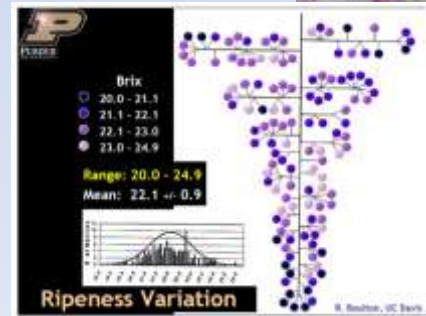 P
PURDUE
Brix
20.0 - 21.1
21.1 - 22.1
22.1 - 23.0
23.0 - 24.9
Range: 20.0 - 24.9
Mean: 22.1 +/- 0.9
Ripeness Variation
R. Boulton, UC Davis